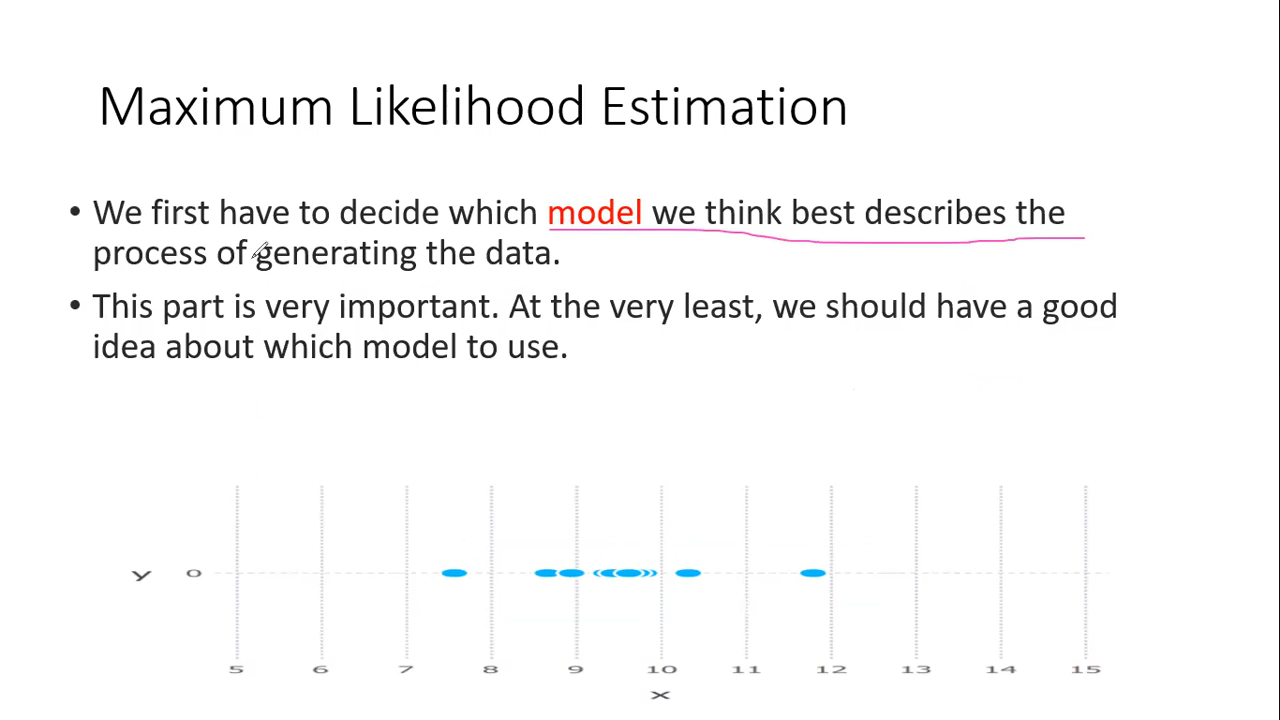 Maximum Likelihood Estimation
• We first have to decide which model we think best describes the
process of generating the data.
• This part is very important. At the very least, we should have a good
idea about which model to use.
y 0
5 6 7 8 9 10 11 12 13 14 15
x